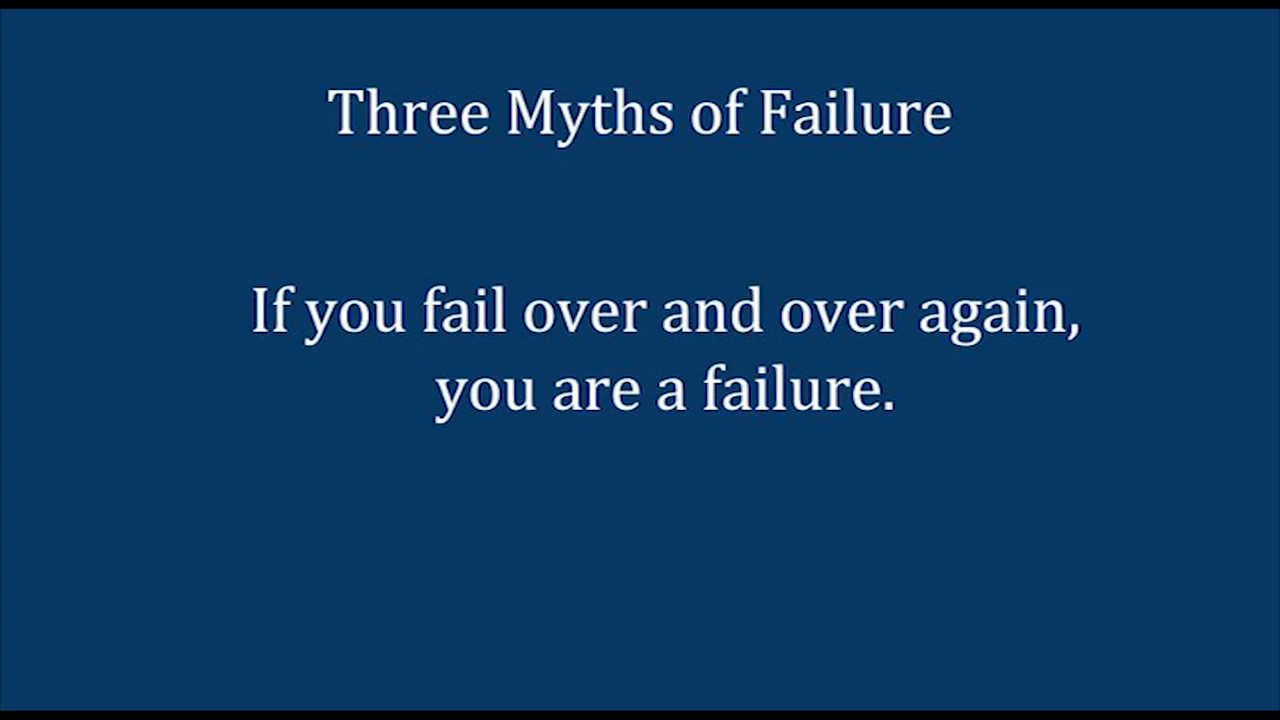 Three Myths of Failure
If you fail over and over again,
you are a failure.